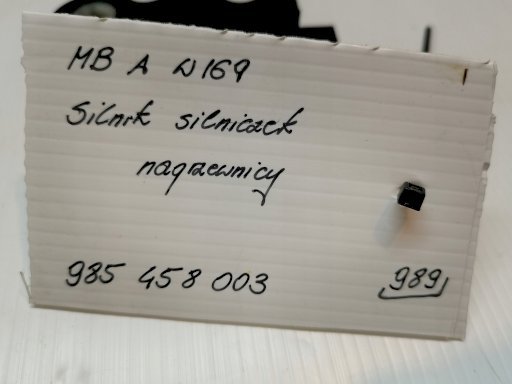 MB A W169
Silnik silniczek
nagrzewnicy
985 458 003 989